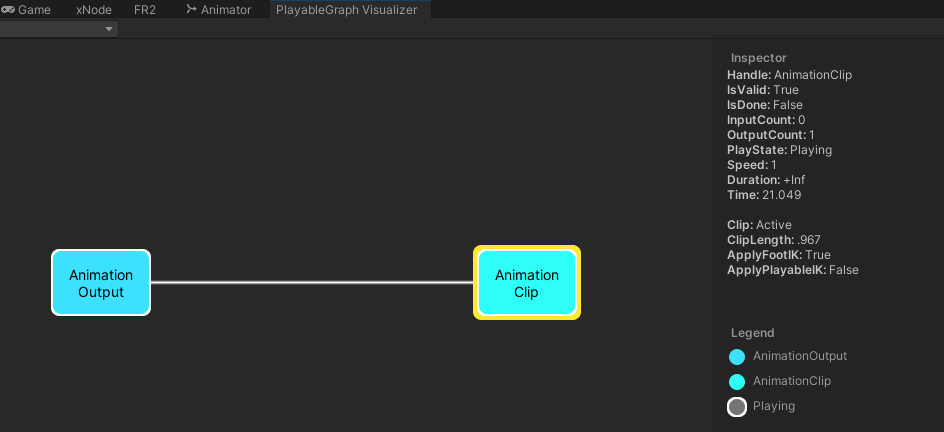 Game xNode FR2 Animator PlayableGraph Visualizer
Inspector
Handle: AnimationClip
IsValid: True
IsDone: False
InputCount: 0
OutputCount: 1
PlayState: Playing
Speed: 1
Duration: +Inf
Time: 21.049
Clip: Active
ClipLength: .967
ApplyFootIK: True
ApplyPlayableIK: False
Animation
Output
Animation
Clip
Legend
AnimationOutput
AnimationClip
Playing